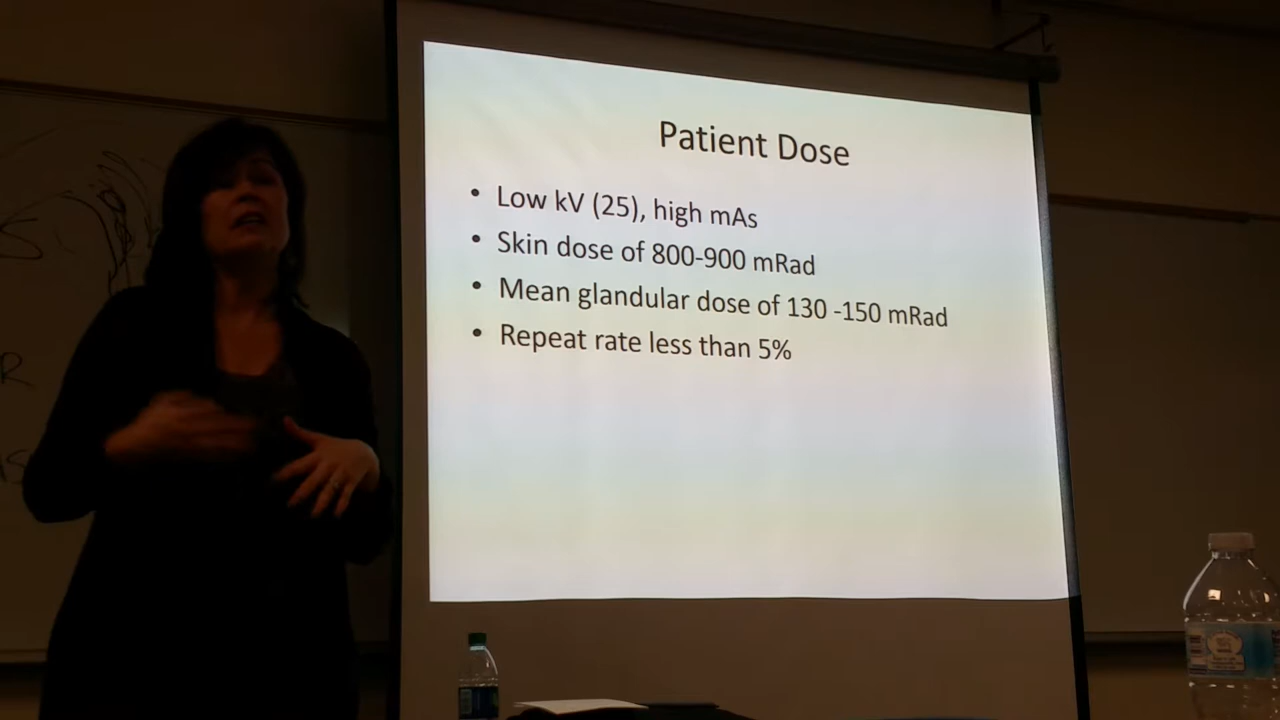 Patient Dose
• Low kV (25), high mAs
• Skin dose of 800-900 mRad
• Mean glandular dose of 130 -150 mRad
• Repeat rate less than 5%
R